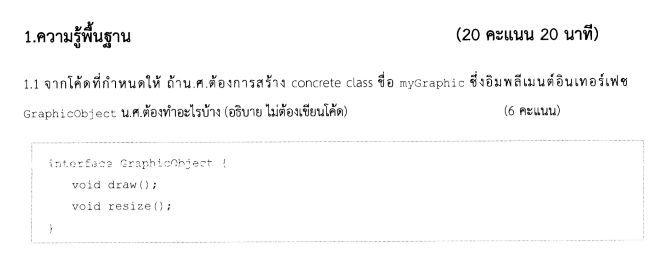 1.ความรู้พื้นฐาน (20 คะแนน 20 นาที)
1.1 จากโค้ดที่กำหนดให้ ถ้าน.ศ.ต้องการสร้าง concrete class ชื่อ myGraphic ซึ่งอิมพลีเมนต์อินเทอร์เฟซ
GraphicObject น.ศ.ต้องทำอะไรบ้าง (อธิบาย ไม่ต้องเขียนโค้ด) (6 คะแนน)
interface GraphicObject {
void draw();
void resize();
}